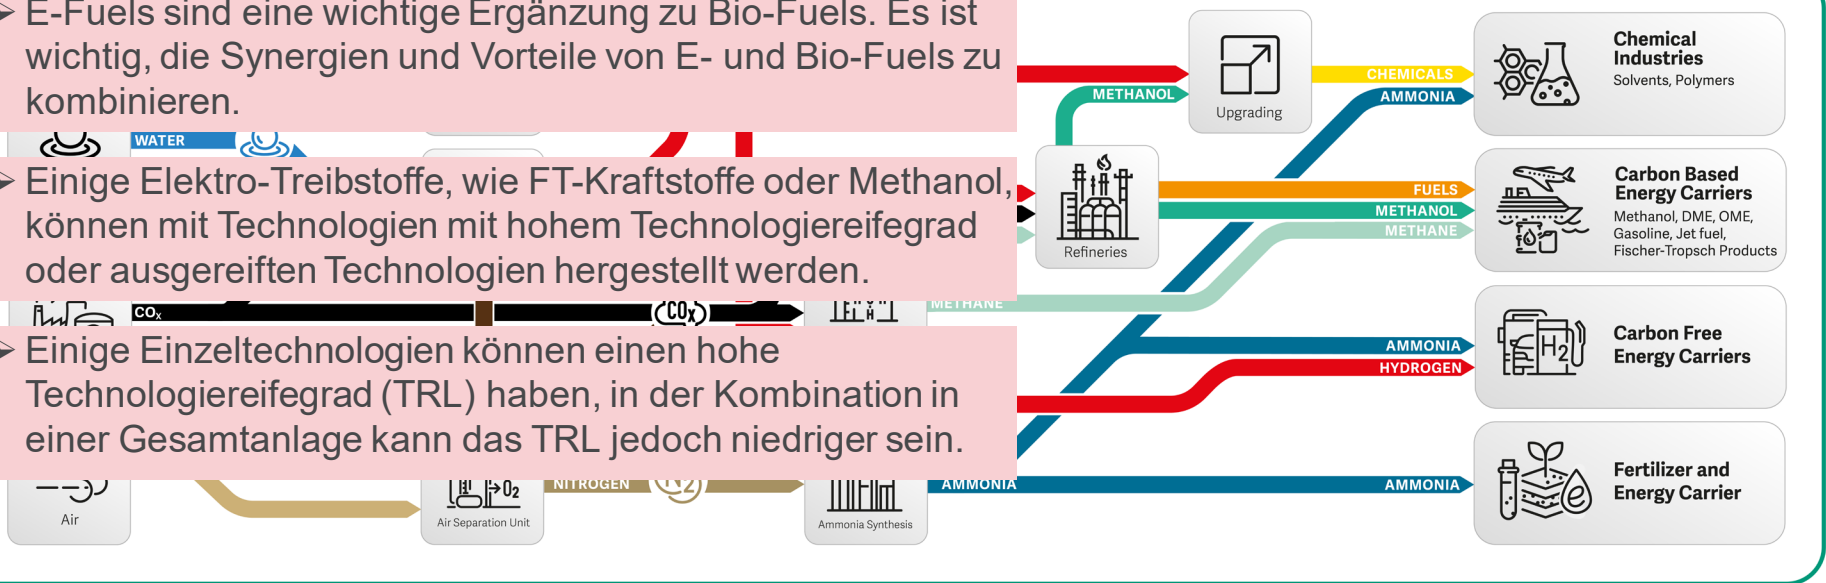 ➢ E-Fuels sind eine wichtige Ergänzung zu Bio-Fuels. Es ist
wichtig, die Synergien und Vorteile von E- und Bio-Fuels zu
kombinieren.
➢ Einige Elektro-Treibstoffe, wie FT-Kraftstoffe oder Methanol,
können mit Technologien mit hohem Technologiereifegrad
oder ausgereiften Technologien hergestellt werden.
➢ Einige Einzeltechnologien können einen hohe
Technologiereifegrad (TRL) haben, in der Kombination in
einer Gesamtanlage kann das TRL jedoch niedriger sein.
WATER
COₓ
COₓ
METHANE
Air
Air Separation Unit
O₂
NITROGEN
N₂
Ammonia Synthesis
AMMONIA
METHANOL
Upgrading
Refineries
CHEMICALS
AMMONIA
FUELS
METHANOL
METHANE
AMMONIA
HYDROGEN
AMMONIA
Chemical
Industries
Solvents, Polymers
Carbon Based
Energy Carriers
Methanol, DME, OME,
Gasoline, Jet fuel,
Fischer-Tropsch Products
H₂
Carbon Free
Energy Carriers
Fertilizer and
Energy Carrier